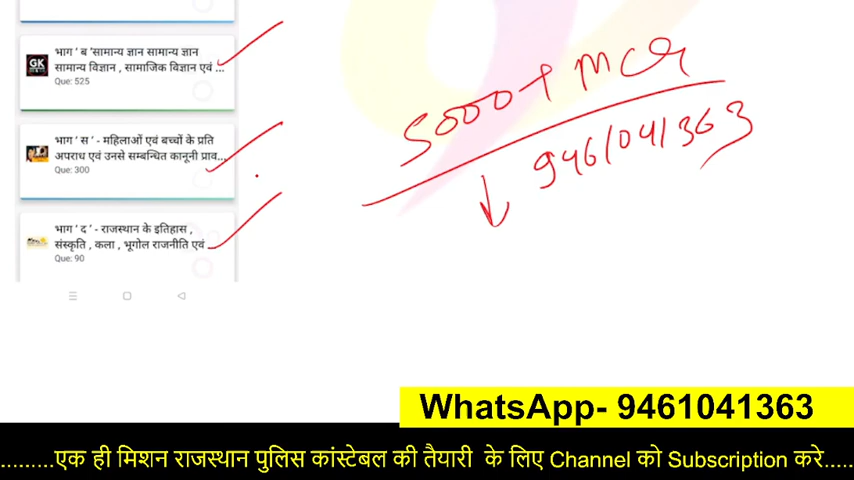 भाग ' ब 'सामान्य ज्ञान सामान्य ज्ञान
सामान्य विज्ञान , सामाजिक विज्ञान एवं ...
GK
Que: 525
भाग ' स ' - महिलाओं एवं बच्चों के प्रति
अपराध एवं उनसे सम्बन्धित कानूनी प्राव...
Que: 300
भाग ' द ' - राजस्थान के इतिहास ,
संस्कृति , कला , भूगोल राजनीति एवं
Que: 90
5000+ MCQ
9461041363
WhatsApp- 9461041363
.........एक ही मिशन राजस्थान पुलिस कांस्टेबल की तैयारी के लिए Channel को Subscription करे.....